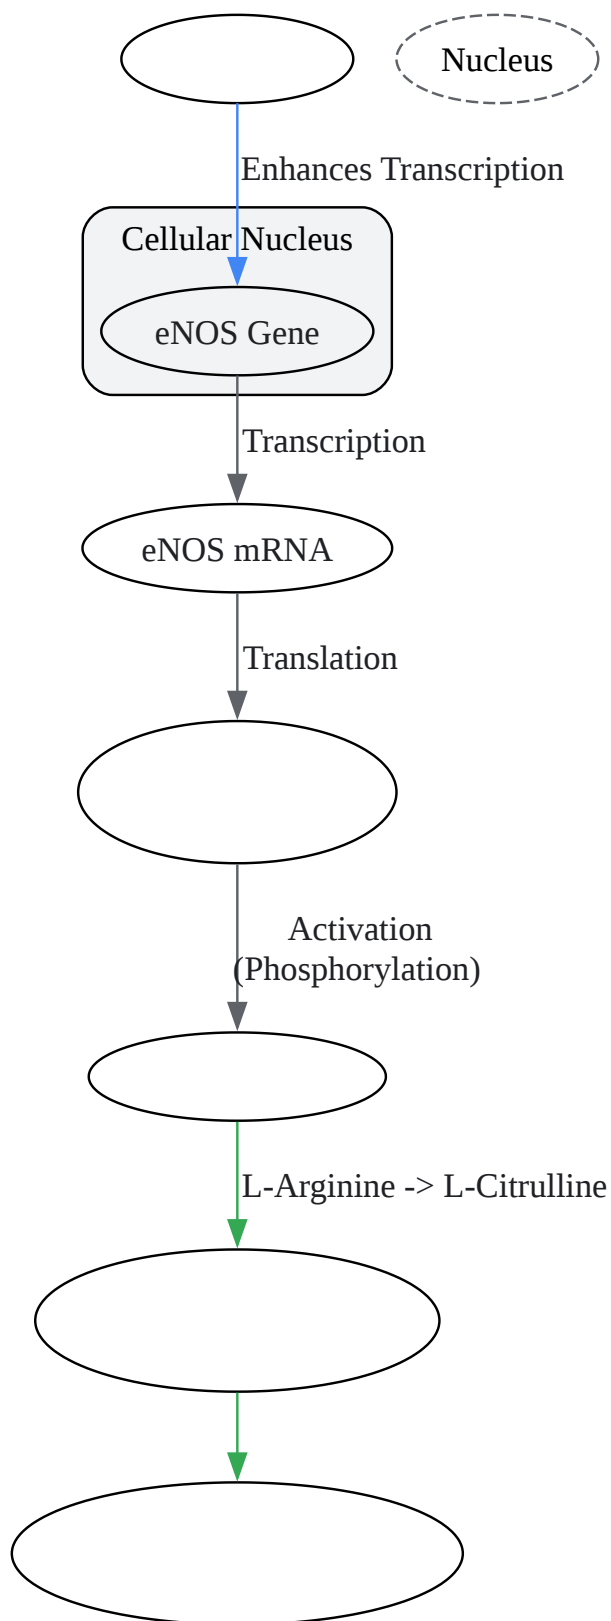 Nucleus
Enhances Transcription
Cellular Nucleus
eNOS Gene
Transcription
eNOS mRNA
Translation
Activation
(Phosphorylation)
L-Arginine -> L-Citrulline